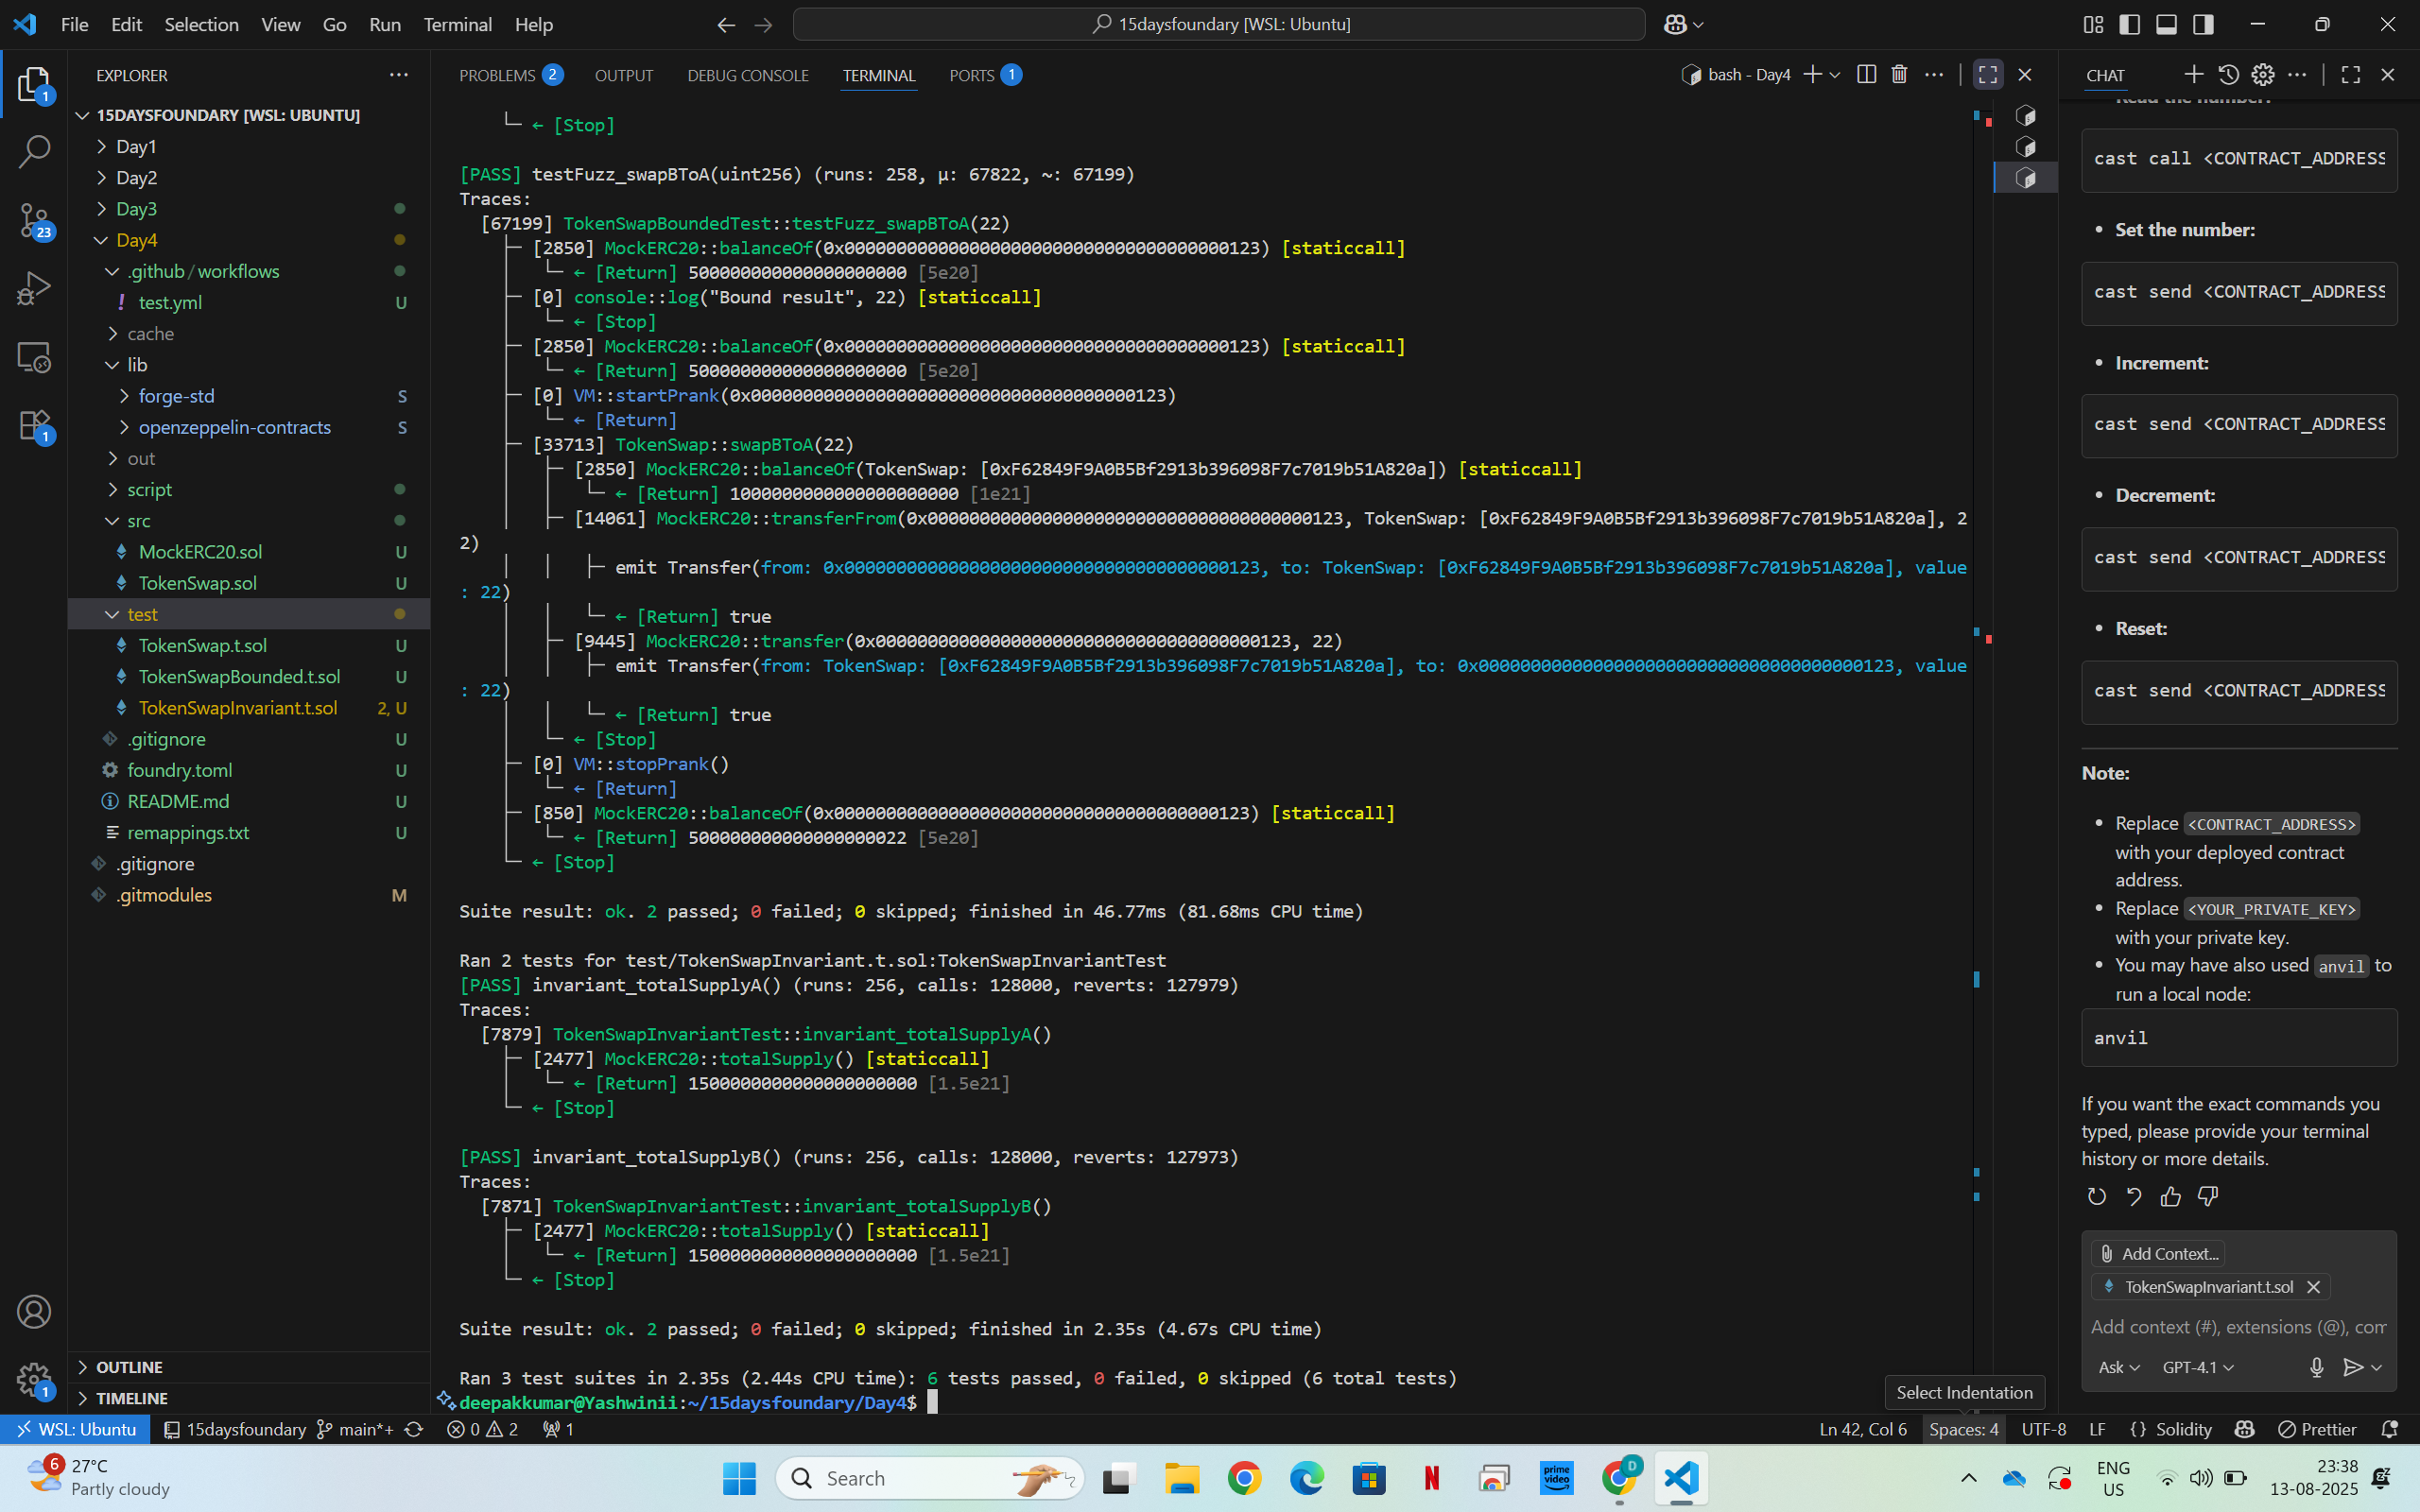 File Edit Selection View Go Run Terminal Help
15daysfoundary [WSL: Ubuntu]
EXPLORER
15DAYSFOUNDARY [WSL: UBUNTU]
Day1
Day2
Day3
Day4
.github/workflows
! test.yml U
cache
lib
forge-std S
openzeppelin-contracts S
out
script
src
MockERC20.sol U
TokenSwap.sol U
test
TokenSwap.t.sol U
TokenSwapBounded.t.sol U
TokenSwapInvariant.t.sol 2, U
.gitignore U
foundry.toml U
README.md U
remappings.txt U
.gitignore
.gitmodules M
OUTLINE
TIMELINE
1
23
1
1
PROBLEMS 2 OUTPUT DEBUG CONSOLE TERMINAL PORTS 1
bash - Day4
← [Stop]
[PASS] testFuzz_swapBToA(uint256) (runs: 258, μ: 67822, ~: 67199)
Traces:
[67199] TokenSwapBoundedTest::testFuzz_swapBToA(22)
[2850] MockERC20::balanceOf(0x0000000000000000000000000000000000000123) [staticcall]
← [Return] 500000000000000000000 [5e20]
[0] console::log("Bound result", 22) [staticcall]
← [Stop]
[2850] MockERC20::balanceOf(0x0000000000000000000000000000000000000123) [staticcall]
← [Return] 500000000000000000000 [5e20]
[0] VM::startPrank(0x0000000000000000000000000000000000000123)
← [Return]
[33713] TokenSwap::swapBToA(22)
[2850] MockERC20::balanceOf(TokenSwap: [0xF62849F9A0B5Bf2913b396098F7c7019b51A820a]) [staticcall]
← [Return] 1000000000000000000000 [1e21]
[14061] MockERC20::transferFrom(0x0000000000000000000000000000000000000123, TokenSwap: [0xF62849F9A0B5Bf2913b396098F7c7019b51A820a], 2
2)
emit Transfer(from: 0x0000000000000000000000000000000000000123, to: TokenSwap: [0xF62849F9A0B5Bf2913b396098F7c7019b51A820a], value
: 22)
← [Return] true
[9445] MockERC20::transfer(0x0000000000000000000000000000000000000123, 22)
emit Transfer(from: TokenSwap: [0xF62849F9A0B5Bf2913b396098F7c7019b51A820a], to: 0x0000000000000000000000000000000000000123, value
: 22)
← [Return] true
← [Stop]
[0] VM::stopPrank()
← [Return]
[850] MockERC20::balanceOf(0x0000000000000000000000000000000000000123) [staticcall]
← [Return] 500000000000000000022 [5e20]
← [Stop]
Suite result: ok. 2 passed; 0 failed; 0 skipped; finished in 46.77ms (81.68ms CPU time)
Ran 2 tests for test/TokenSwapInvariant.t.sol:TokenSwapInvariantTest
[PASS] invariant_totalSupplyA() (runs: 256, calls: 128000, reverts: 127979)
Traces:
[7879] TokenSwapInvariantTest::invariant_totalSupplyA()
[2477] MockERC20::totalSupply() [staticcall]
← [Return] 1500000000000000000000 [1.5e21]
← [Stop]
[PASS] invariant_totalSupplyB() (runs: 256, calls: 128000, reverts: 127973)
Traces:
[7871] TokenSwapInvariantTest::invariant_totalSupplyB()
[2477] MockERC20::totalSupply() [staticcall]
← [Return] 1500000000000000000000 [1.5e21]
← [Stop]
Suite result: ok. 2 passed; 0 failed; 0 skipped; finished in 2.35s (4.67s CPU time)
Ran 3 test suites in 2.35s (2.44s CPU time): 6 tests passed, 0 failed, 0 skipped (6 total tests)
deepakkumar@Yashwinii:~/15daysfoundary/Day4$
CHAT
Read the number:
cast call <CONTRACT_ADDRESS
• Set the number:
cast send <CONTRACT_ADDRESS
• Increment:
cast send <CONTRACT_ADDRESS
• Decrement:
cast send <CONTRACT_ADDRESS
• Reset:
cast send <CONTRACT_ADDRESS
Note:
• Replace <CONTRACT_ADDRESS>
with your deployed contract
address.
• Replace <YOUR_PRIVATE_KEY>
with your private key.
• You may have also used anvil to
run a local node:
anvil
If you want the exact commands you
typed, please provide your terminal
history or more details.
Add Context...
TokenSwapInvariant.t.sol
Add context (#), extensions (@), com
Ask GPT-4.1
Select Indentation
WSL: Ubuntu 15daysfoundary main*+ 0 2 1 Ln 42, Col 6 Spaces: 4 UTF-8 LF {} Solidity Prettier
6
27°C
Partly cloudy
Search
prime video
D
ENG
US
23:38
13-08-2025